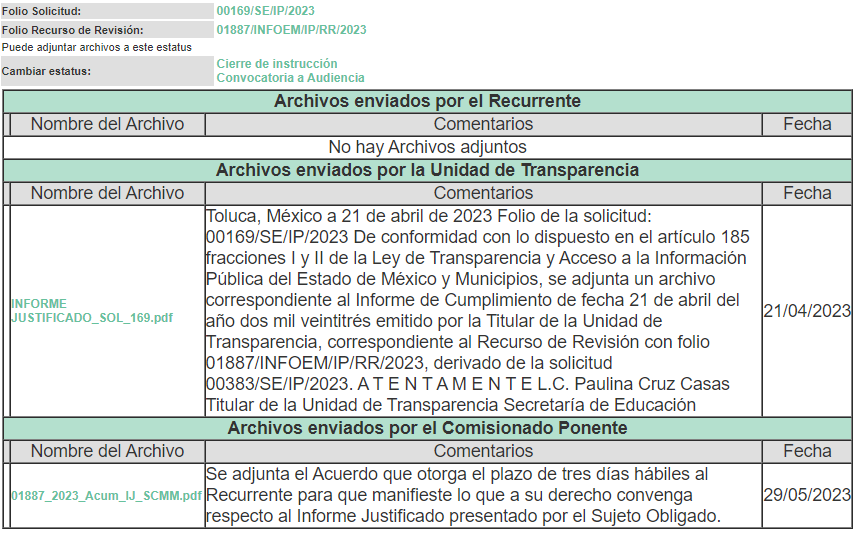 Folio Solicitud: 00169/SE/IP/2023
Folio Recurso de Revisión: 01887/INFOEM/IP/RR/2023
Puede adjuntar archivos a este estatus
Cambiar estatus: Cierre de instrucción
Convocatoria a Audiencia
Archivos enviados por el Recurrente
Nombre del Archivo Comentarios Fecha
No hay Archivos adjuntos
Archivos enviados por la Unidad de Transparencia
Nombre del Archivo Comentarios Fecha
INFORME
JUSTIFICADO_SOL_169.pdf
Toluca, México a 21 de abril de 2023 Folio de la solicitud:
00169/SE/IP/2023 De conformidad con lo dispuesto en el artículo 185
fracciones I y II de la Ley de Transparencia y Acceso a la Información
Pública del Estado de México y Municipios, se adjunta un archivo
correspondiente al Informe de Cumplimiento de fecha 21 de abril del
año dos mil veintitrés emitido por la Titular de la Unidad de
Transparencia, correspondiente al Recurso de Revisión con folio
01887/INFOEM/IP/RR/2023, derivado de la solicitud
00383/SE/IP/2023. A T E N T A M E N T E L.C. Paulina Cruz Casas
Titular de la Unidad de Transparencia Secretaría de Educación
21/04/2023
Archivos enviados por el Comisionado Ponente
Nombre del Archivo Comentarios Fecha
01887_2023_Acum_IJ_SCMM.pdf
Se adjunta el Acuerdo que otorga el plazo de tres días hábiles al
Recurrente para que manifieste lo que a su derecho convenga
respecto al Informe Justificado presentado por el Sujeto Obligado.
29/05/2023